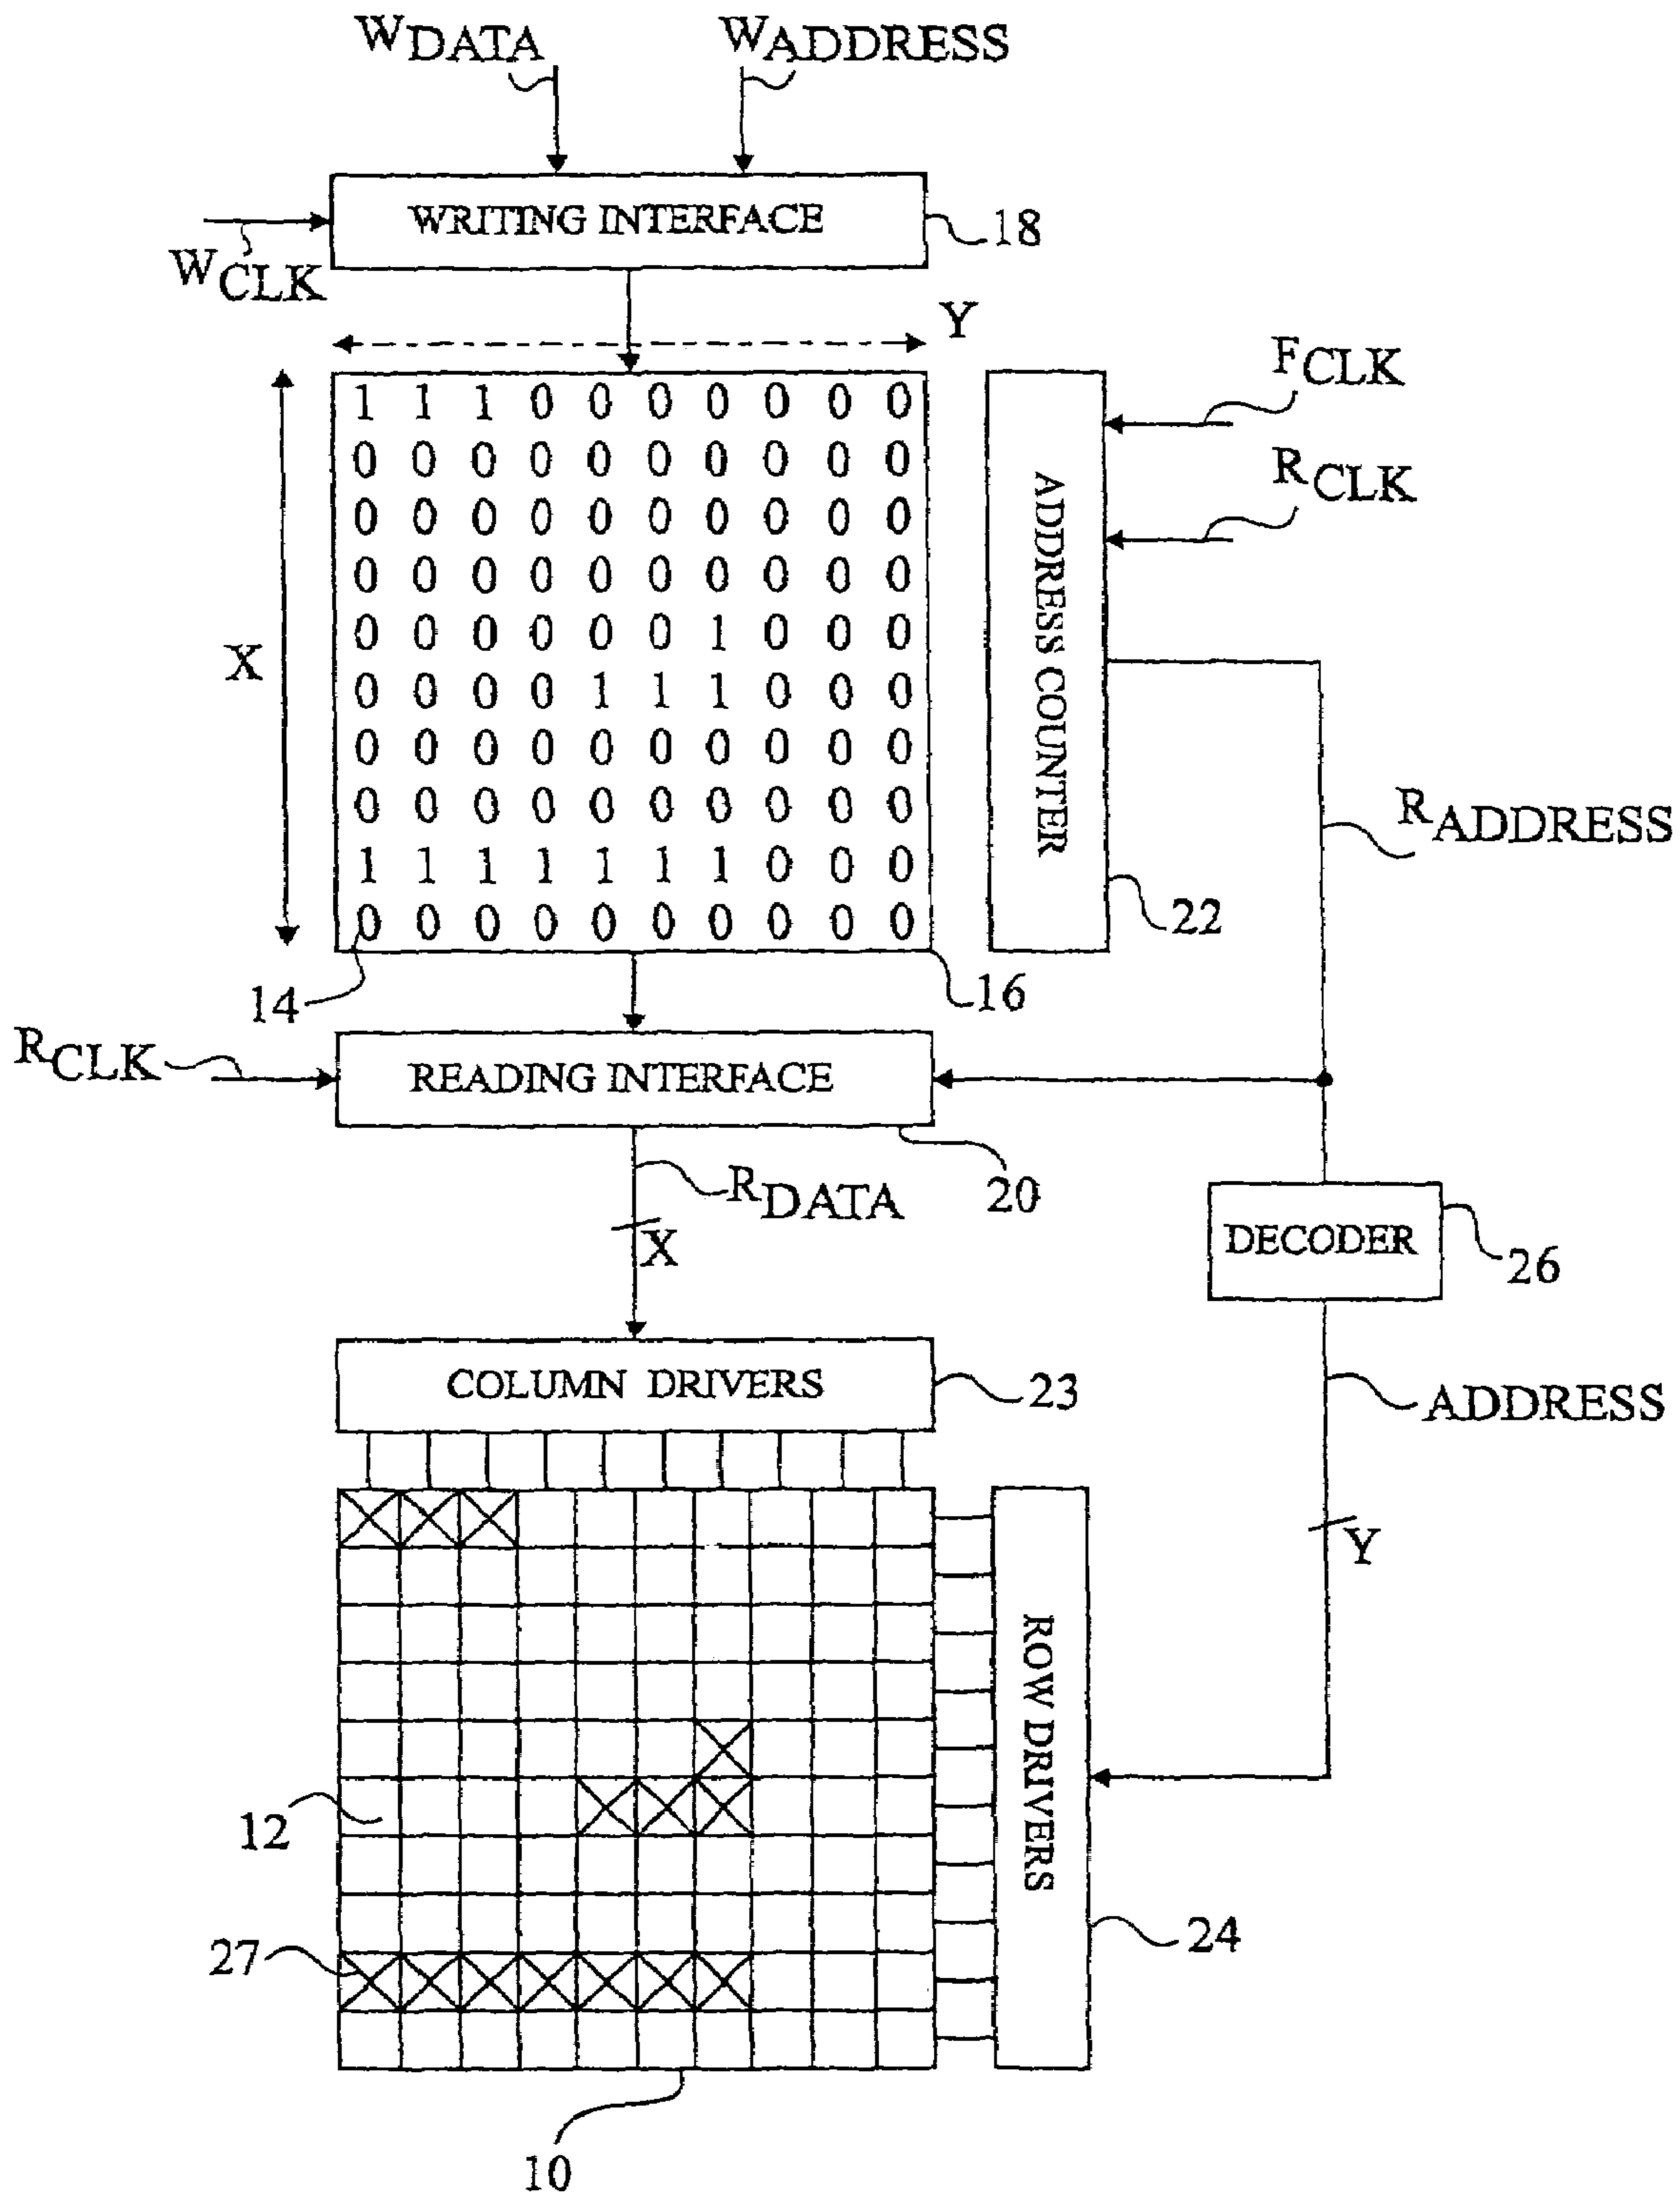 WDATA WADDRESS
WRITING INTERFACE
18
WCLK
Y
FCLK
RCLK
X
1 1 1 0 0 0 0 0 0 0
0 0 0 0 0 0 0 0 0 0
0 0 0 0 0 0 0 0 0 0
0 0 0 0 0 0 0 0 0 0
0 0 0 0 0 0 1 0 0 0
0 0 0 0 1 1 1 0 0 0
0 0 0 0 0 0 0 0 0 0
0 0 0 0 0 0 0 0 0 0
1 1 1 1 1 1 1 0 0 0
0 0 0 0 0 0 0 0 0 0
ADDRESS COUNTER
RADDRESS
22
14
16
RCLK
READING INTERFACE
20
RDATA
X
DECODER
26
COLUMN DRIVERS
23
ADDRESS
Y
ROW DRIVERS
12
27
24
10